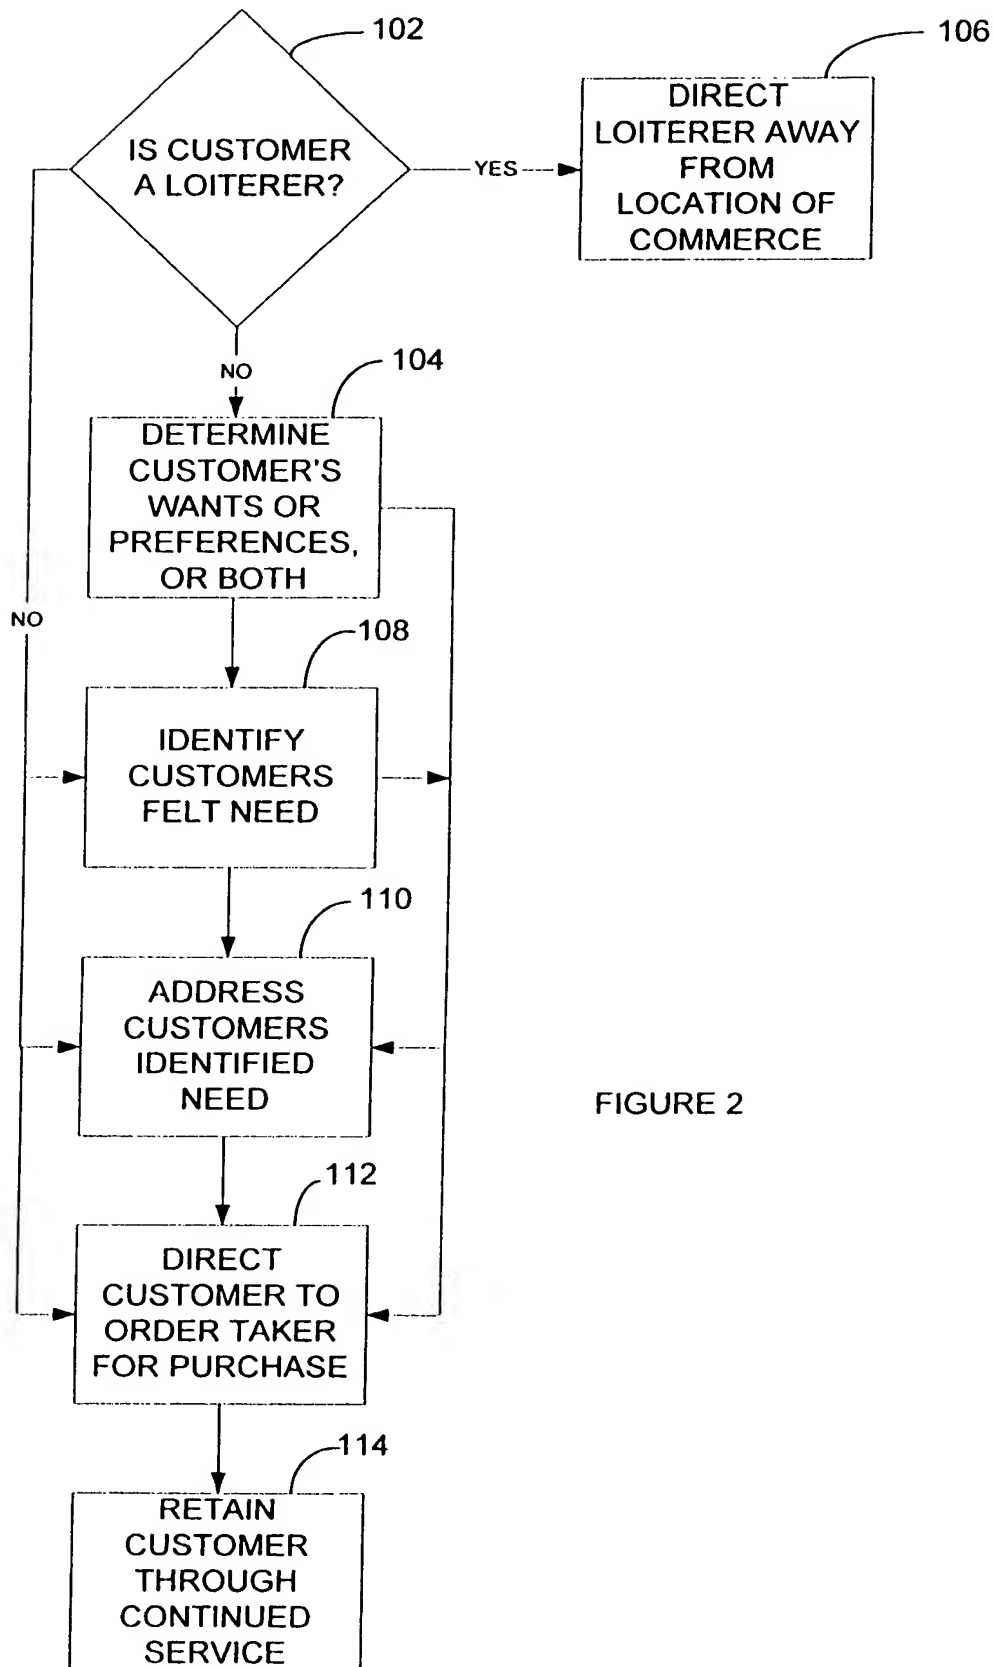 102
106
IS CUSTOMER
A LOITERER?
YES
DIRECT
LOITERER AWAY
FROM
LOCATION OF
COMMERCE
NO
104
DETERMINE
CUSTOMER'S
WANTS OR
PREFERENCES,
OR BOTH
NO
108
IDENTIFY
CUSTOMERS
FELT NEED
110
ADDRESS
CUSTOMERS
IDENTIFIED
NEED
FIGURE 2
112
DIRECT
CUSTOMER TO
ORDER TAKER
FOR PURCHASE
114
RETAIN
CUSTOMER
THROUGH
CONTINUED
SERVICE